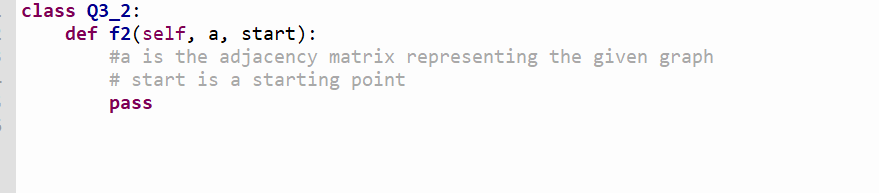 class Q3_2:
    def f2(self, a, start):
        #a is the adjacency matrix representing the given graph
        # start is a starting point
        pass